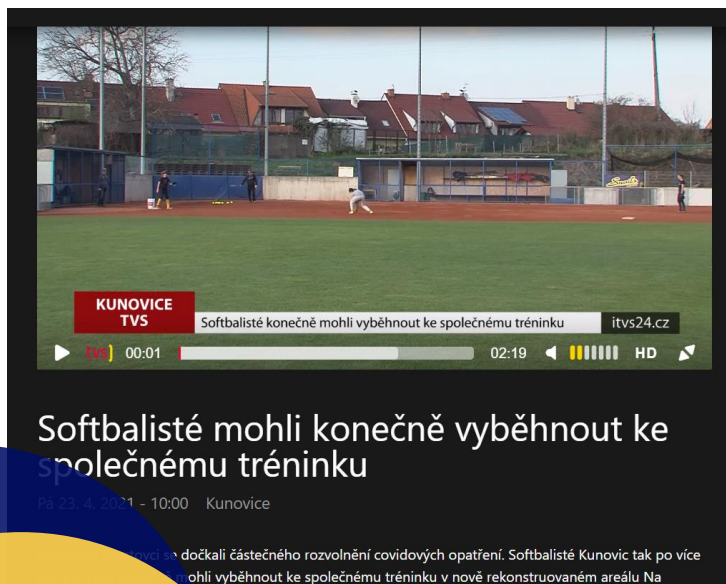 KUNOVICE
TVS
Softbalisté konečně mohli vyběhnout ke společnému tréninku
itvs24.cz
tvs) 00:01 02:19 HD
Softbalisté mohli konečně vyběhnout ke
společnému tréninku
Pá 23. 4. 2021 - 10:00 Kunovice
se dočkali částečného rozvolnění covidových opatření. Softbalisté Kunovic tak po více
mohli vyběhnout ke společnému tréninku v nově rekonstruovaném areálu Na